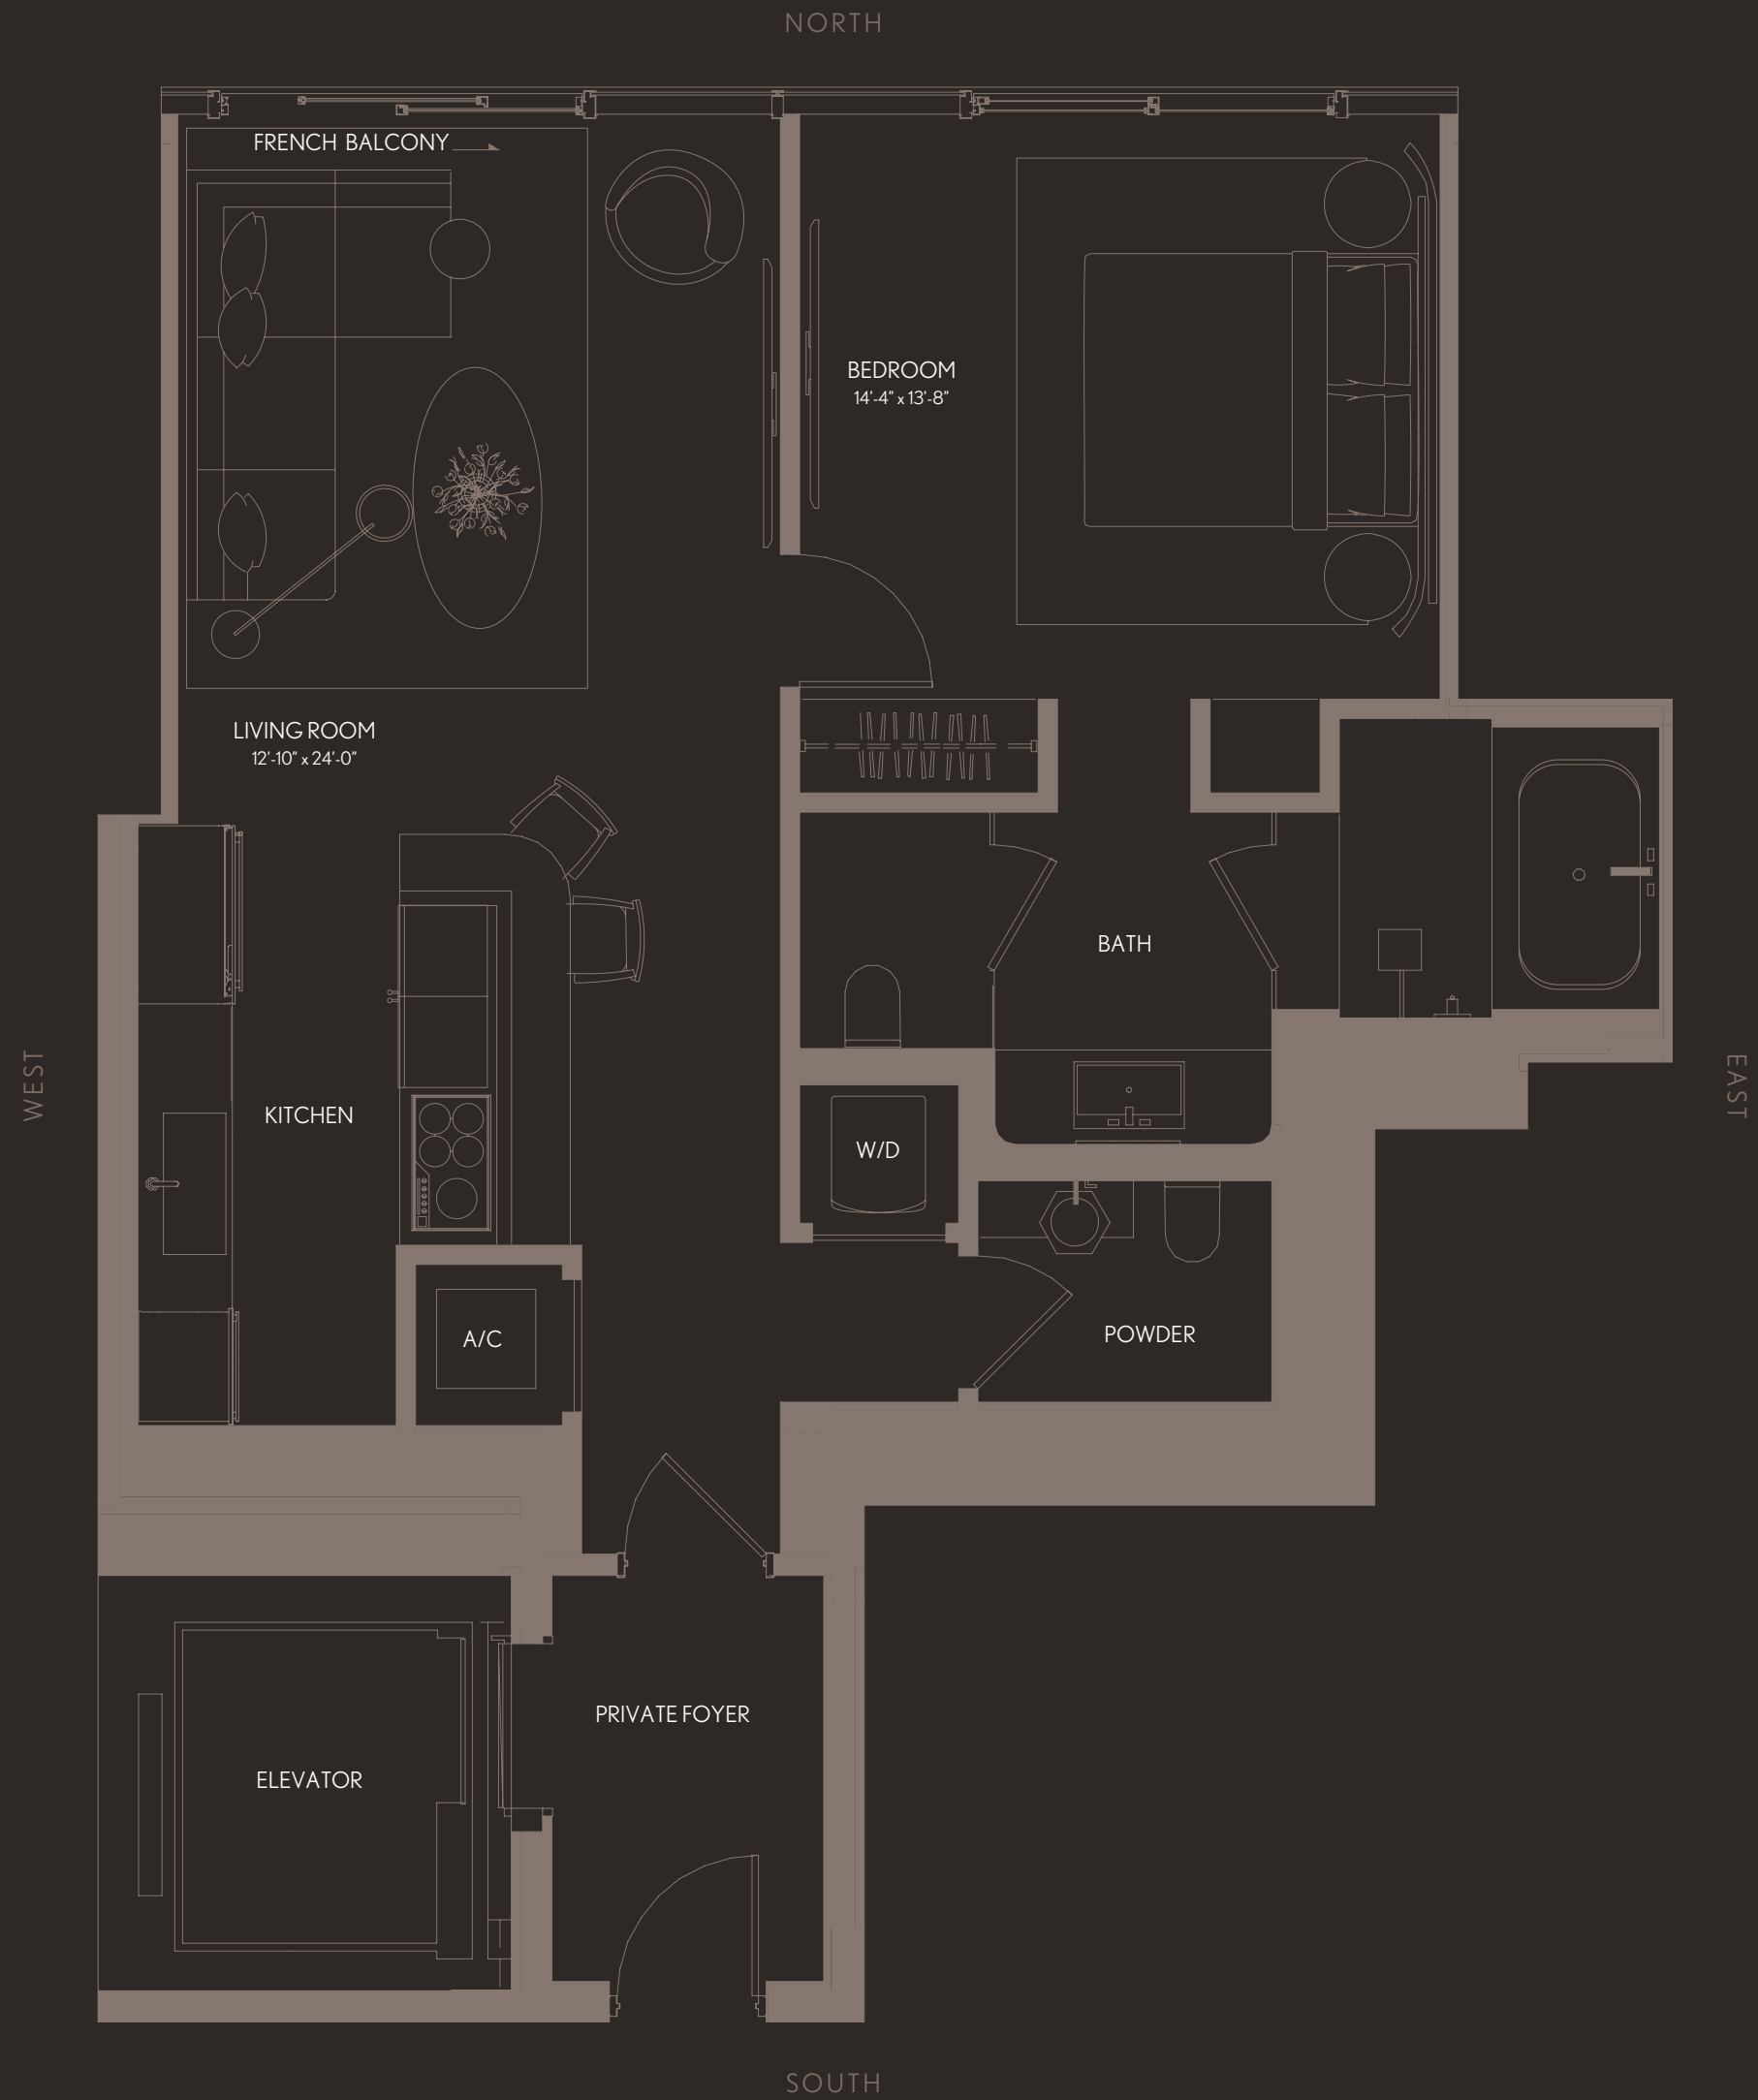 NORTH
FRENCH BALCONY
BEDROOM
14'-4" x 13'-8"
LIVING ROOM
12'-10" x 24'-0"
BATH
WEST
EAST
KITCHEN
W/D
A/C
POWDER
PRIVATE FOYER
ELEVATOR
SOUTH